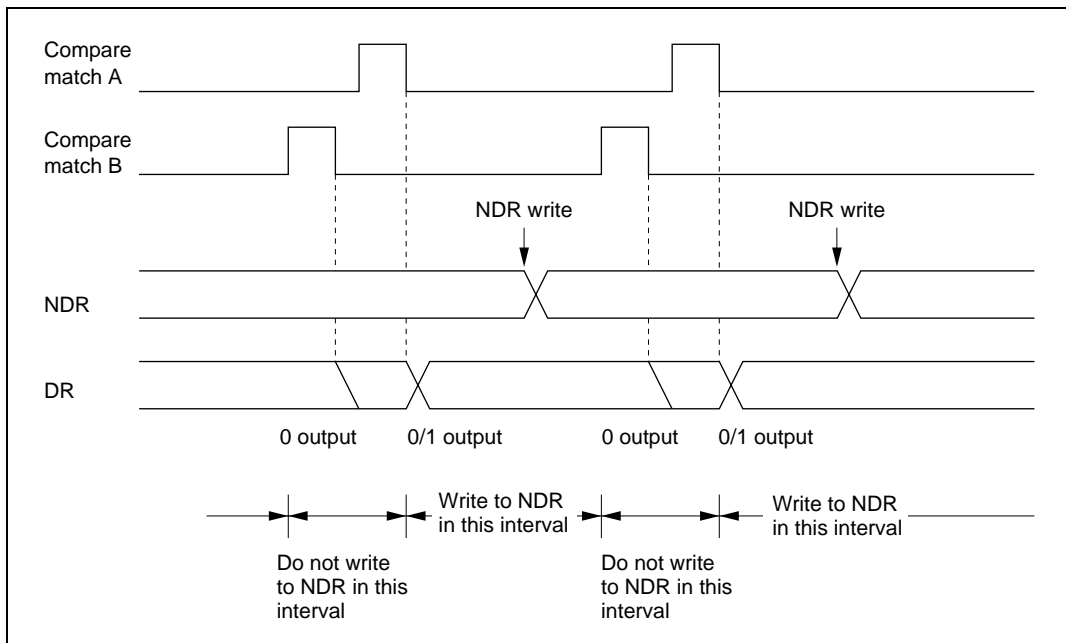 Compare
match A
Compare
match B
NDR write
NDR write
NDR
DR
0 output
0/1 output
0 output
0/1 output
Write to NDR
in this interval
Write to NDR
in this interval
Do not write
to NDR in this
interval
Do not write
to NDR in this
interval